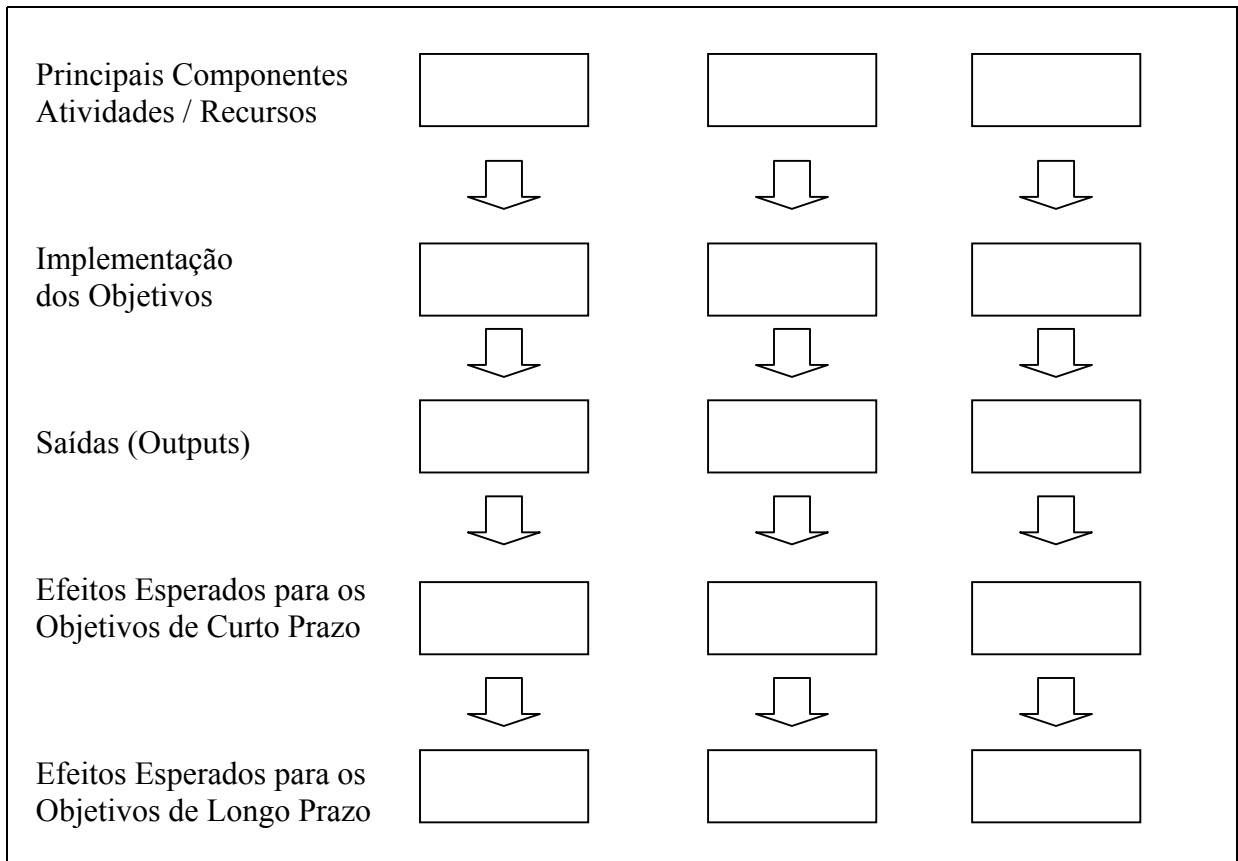 Principais Componentes
Atividades / Recursos
Implementação
dos Objetivos
Saídas (Outputs)
Efeitos Esperados para os
Objetivos de Curto Prazo
Efeitos Esperados para os
Objetivos de Longo Prazo